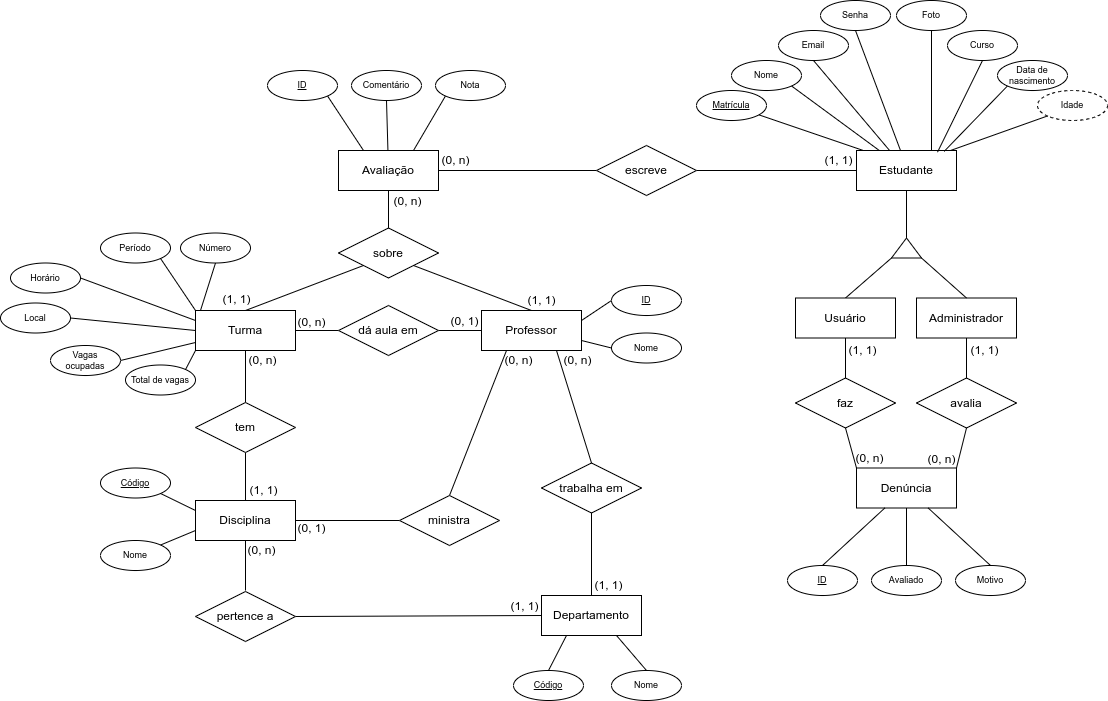 Senha
Foto
Email
Curso
Nome
Data de
nascimento
Matrícula
Idade
ID
Comentário
Nota
Avaliação
(0, n)
escreve
(1, 1)
Estudante
(0, n)
sobre
Período
Número
Horário
Local
Vagas
ocupadas
Total de vagas
(1, 1)
Turma
(0, n)
dá aula em
(0, 1)
(1, 1)
Professor
ID
Nome
(0, n)
(0, n)
(0, n)
Usuário
Administrador
(1, 1)
(1, 1)
faz
avalia
(0, n)
(0, n)
Denúncia
ID
Avaliado
Motivo
tem
(1, 1)
Código
Nome
Disciplina
(0, 1)
ministra
trabalha em
(0, n)
pertence a
(1, 1)
(1, 1)
Departamento
Código
Nome